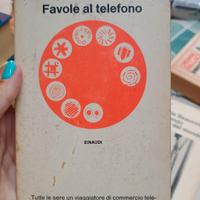 Favole al telefono
EINAUDI
Tutte le sere un viaggiatore di commercio tele-